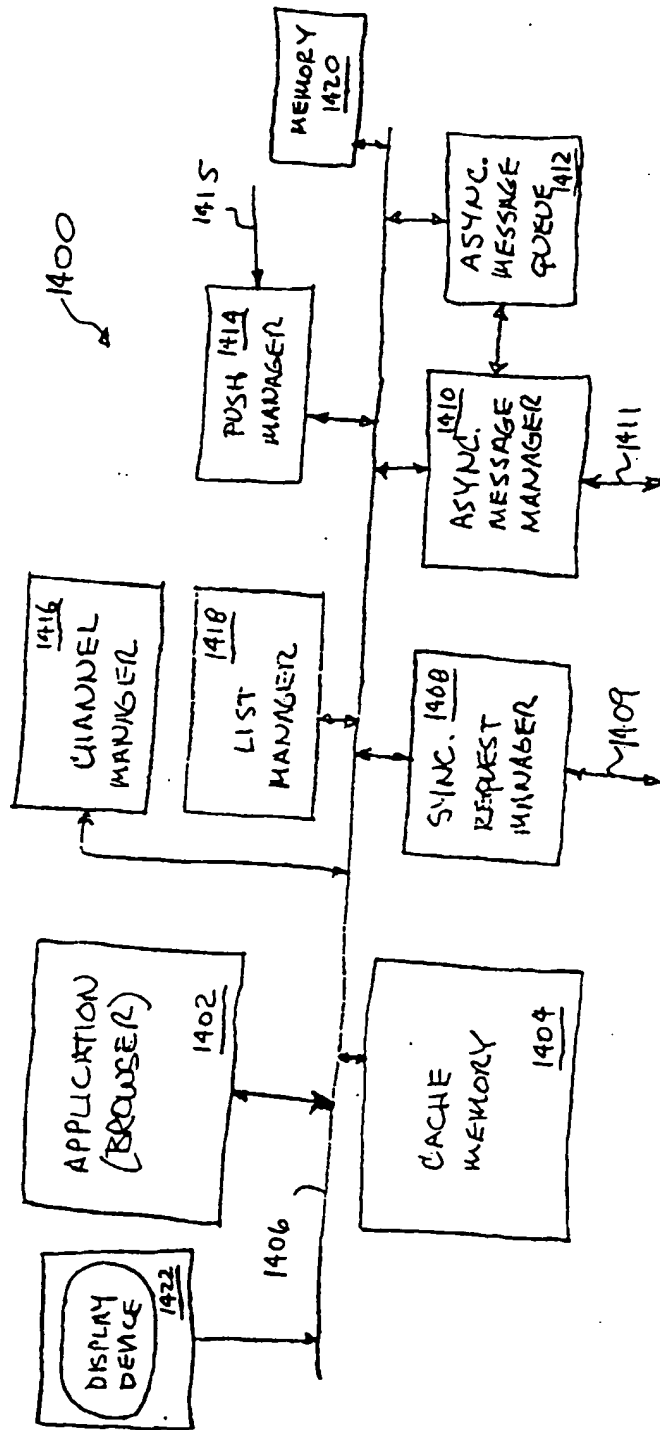 1400
DISPLAY
DEVICE
1422
APPLICATION
(BROWSER)
1402
1416
CHANNEL
MANAGER
1418
LIST
MANAGER
PUSH 1414
MANAGER
1415
MEMORY
1420
1406
CACHE
MEMORY
1404
SYNC. 1408
REQUEST
MANAGER
1409
1410
ASYNC.
MESSAGE
MANAGER
1411
ASYNC.
MESSAGE
QUEUE 1412